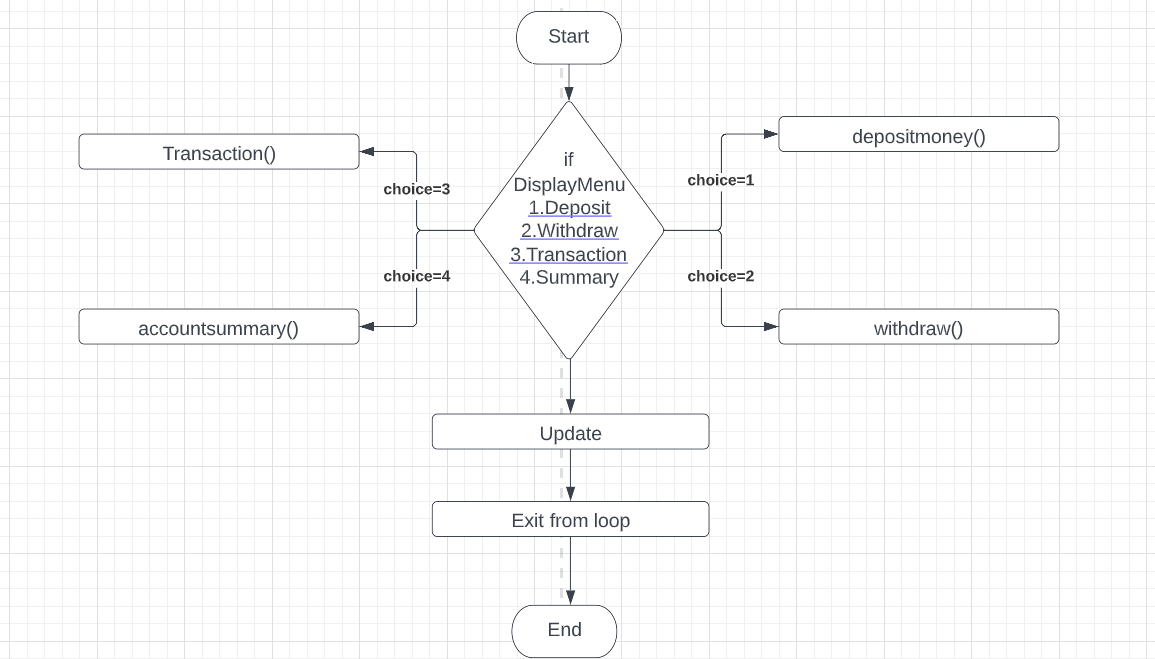 Start
if
DisplayMenu
1.Deposit
2.Withdraw
3.Transaction
4.Summary
Transaction()
choice=3
choice=4
accountsummary()
depositmoney()
choice=1
choice=2
withdraw()
Update
Exit from loop
End